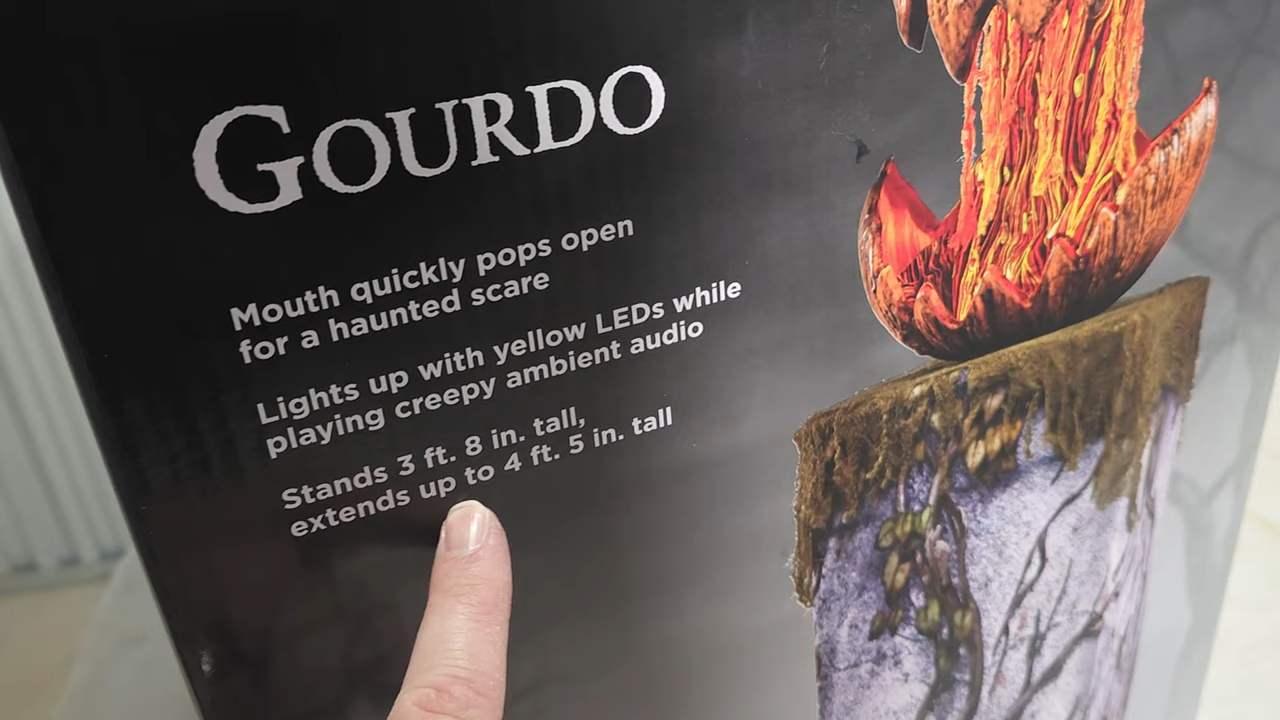 GOURDO
Mouth quickly pops open
for a haunted scare
Lights up with yellow LEDs while
playing creepy ambient audio
Stands 3 ft. 8 in. tall,
extends up to 4 ft. 5 in. tall